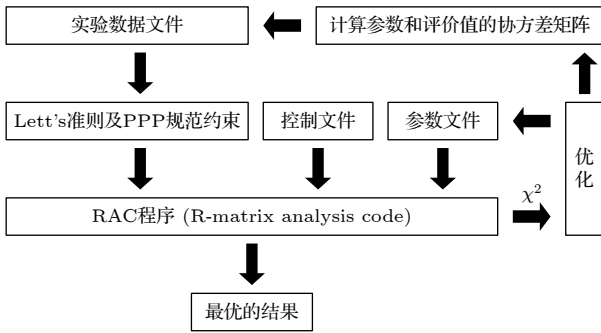 实验数据文件
计算参数和评价值的协方差矩阵
Lett's准则及PPP规范约束
控制文件
参数文件
优
化
RAC程序 (R-matrix analysis code)
χ²
最优的结果